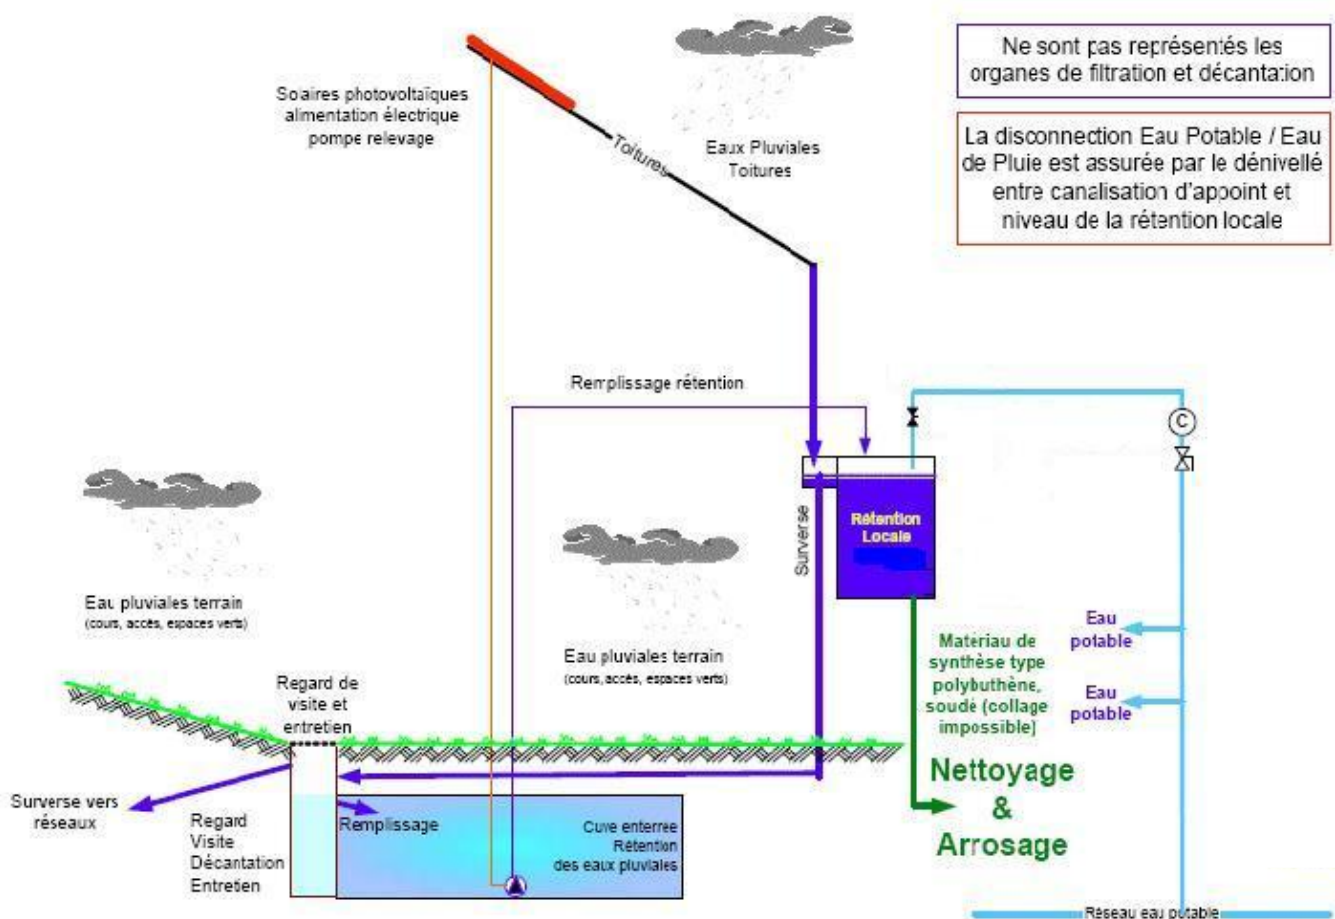 Ne sont pas représentés les
organes de filtration et décantation
La disconnection Eau Potable / Eau
de Pluie est assurée par le dénivellé
entre canalisation d'appoint et
niveau de la rétention locale
Solaires photovoltaïques
alimentation électrique
pompe relevage
Toitures
Eaux Pluviales
Toitures
Remplissage rétention
C
Surverse
Rétention
Locale
Eau pluviales terrain
(cours, accès, espaces verts)
Eau pluviales terrain
(cours, accès, espaces verts)
Matériau de
synthèse type
polybuthène,
soudé (collage
impossible)
Eau
potable
Eau
potable
Regard de
visite et
entretien
Nettoyage
&
Arrosage
Surverse vers
réseaux
Regard
Visite
Décantation
Entretien
Remplissage
Cuve enterrée
Rétention
des eaux pluviales
Réseau eau potable